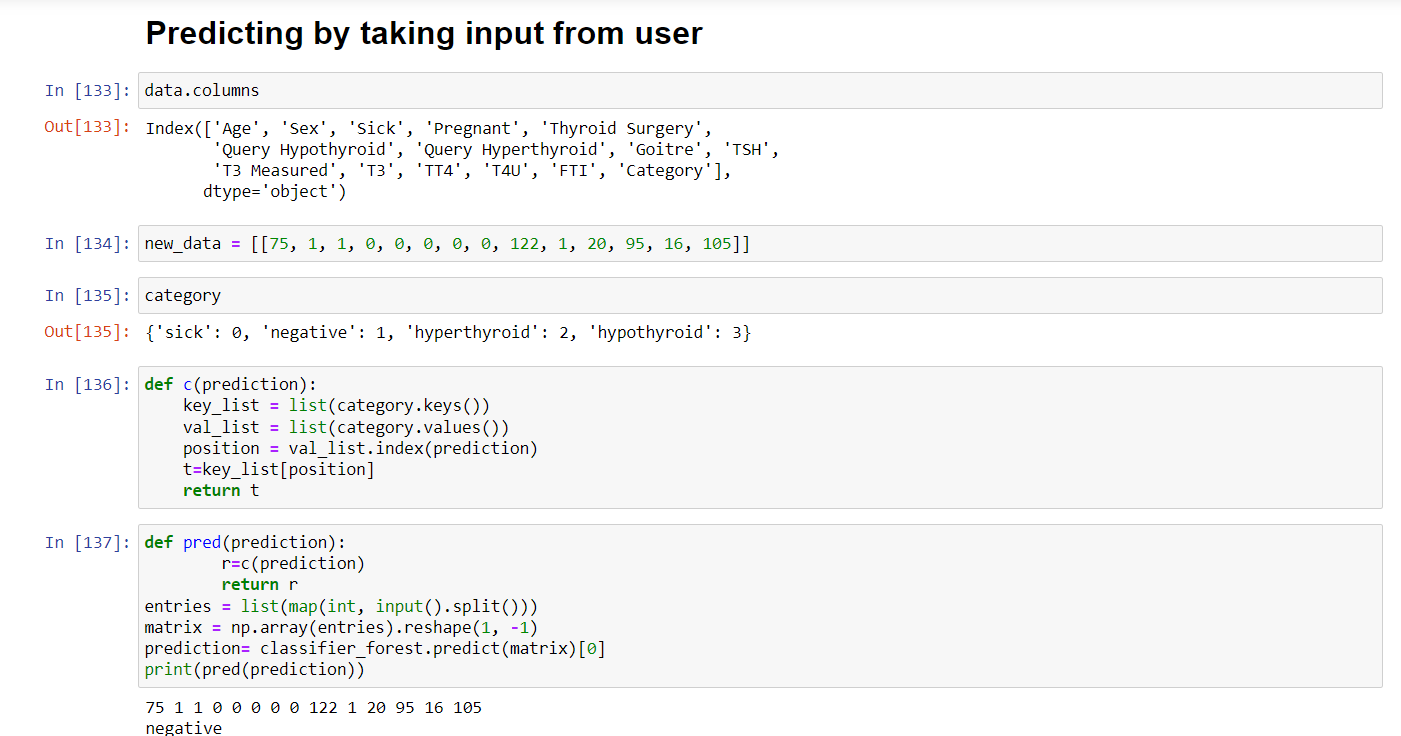 Predicting by taking input from user
In [133]: data.columns
Out[133]: Index(['Age', 'Sex', 'Sick', 'Pregnant', 'Thyroid Surgery',
'Query Hypothyroid', 'Query Hyperthyroid', 'Goitre', 'TSH',
'T3 Measured', 'T3', 'TT4', 'T4U', 'FTI', 'Category'],
dtype='object')
In [134]: new_data = [[75, 1, 1, 0, 0, 0, 0, 0, 122, 1, 20, 95, 16, 105]]
In [135]: category
Out[135]: {'sick': 0, 'negative': 1, 'hyperthyroid': 2, 'hypothyroid': 3}
In [136]: def c(prediction):
key_list = list(category.keys())
val_list = list(category.values())
position = val_list.index(prediction)
t=key_list[position]
return t
In [137]: def pred(prediction):
r=c(prediction)
return r
entries = list(map(int, input().split()))
matrix = np.array(entries).reshape(1, -1)
prediction= classifier_forest.predict(matrix)[0]
print(pred(prediction))
75 1 1 0 0 0 0 0 122 1 20 95 16 105
negative